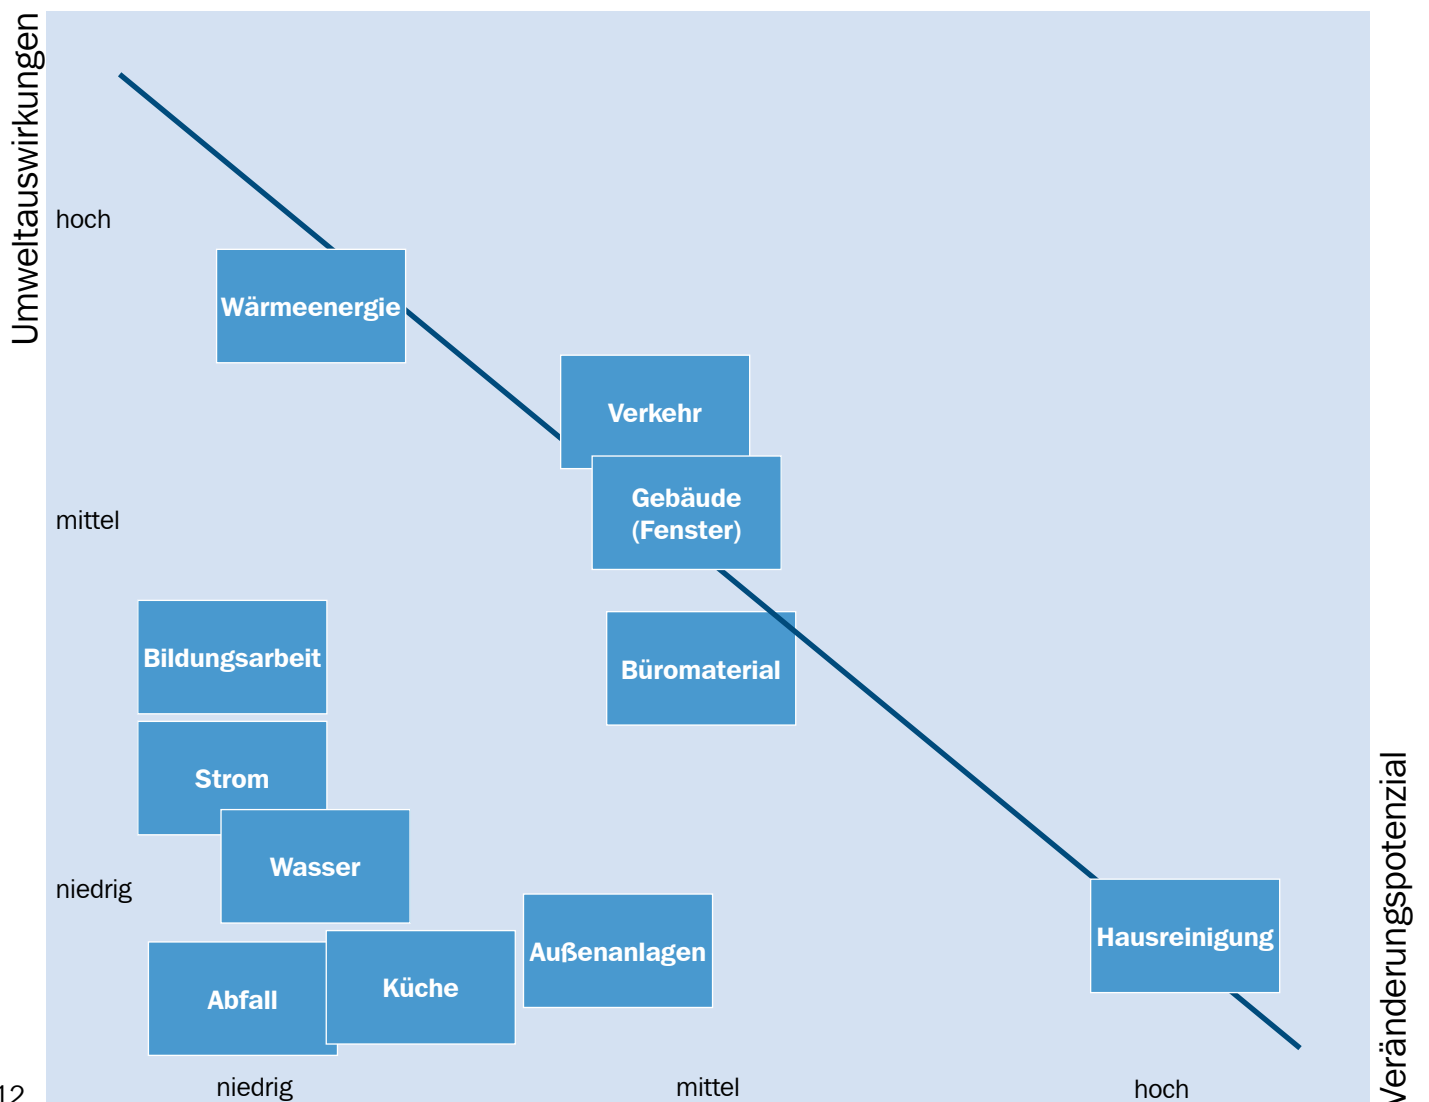 Umweltauswirkungen
hoch
Wärmeenergie
Verkehr
Gebäude
(Fenster)
mittel
Bildungsarbeit
Büromaterial
Strom
Wasser
niedrig
Außenanlagen
Hausreinigung
Abfall
Küche
Veränderungspotenzial
niedrig
mittel
hoch
12